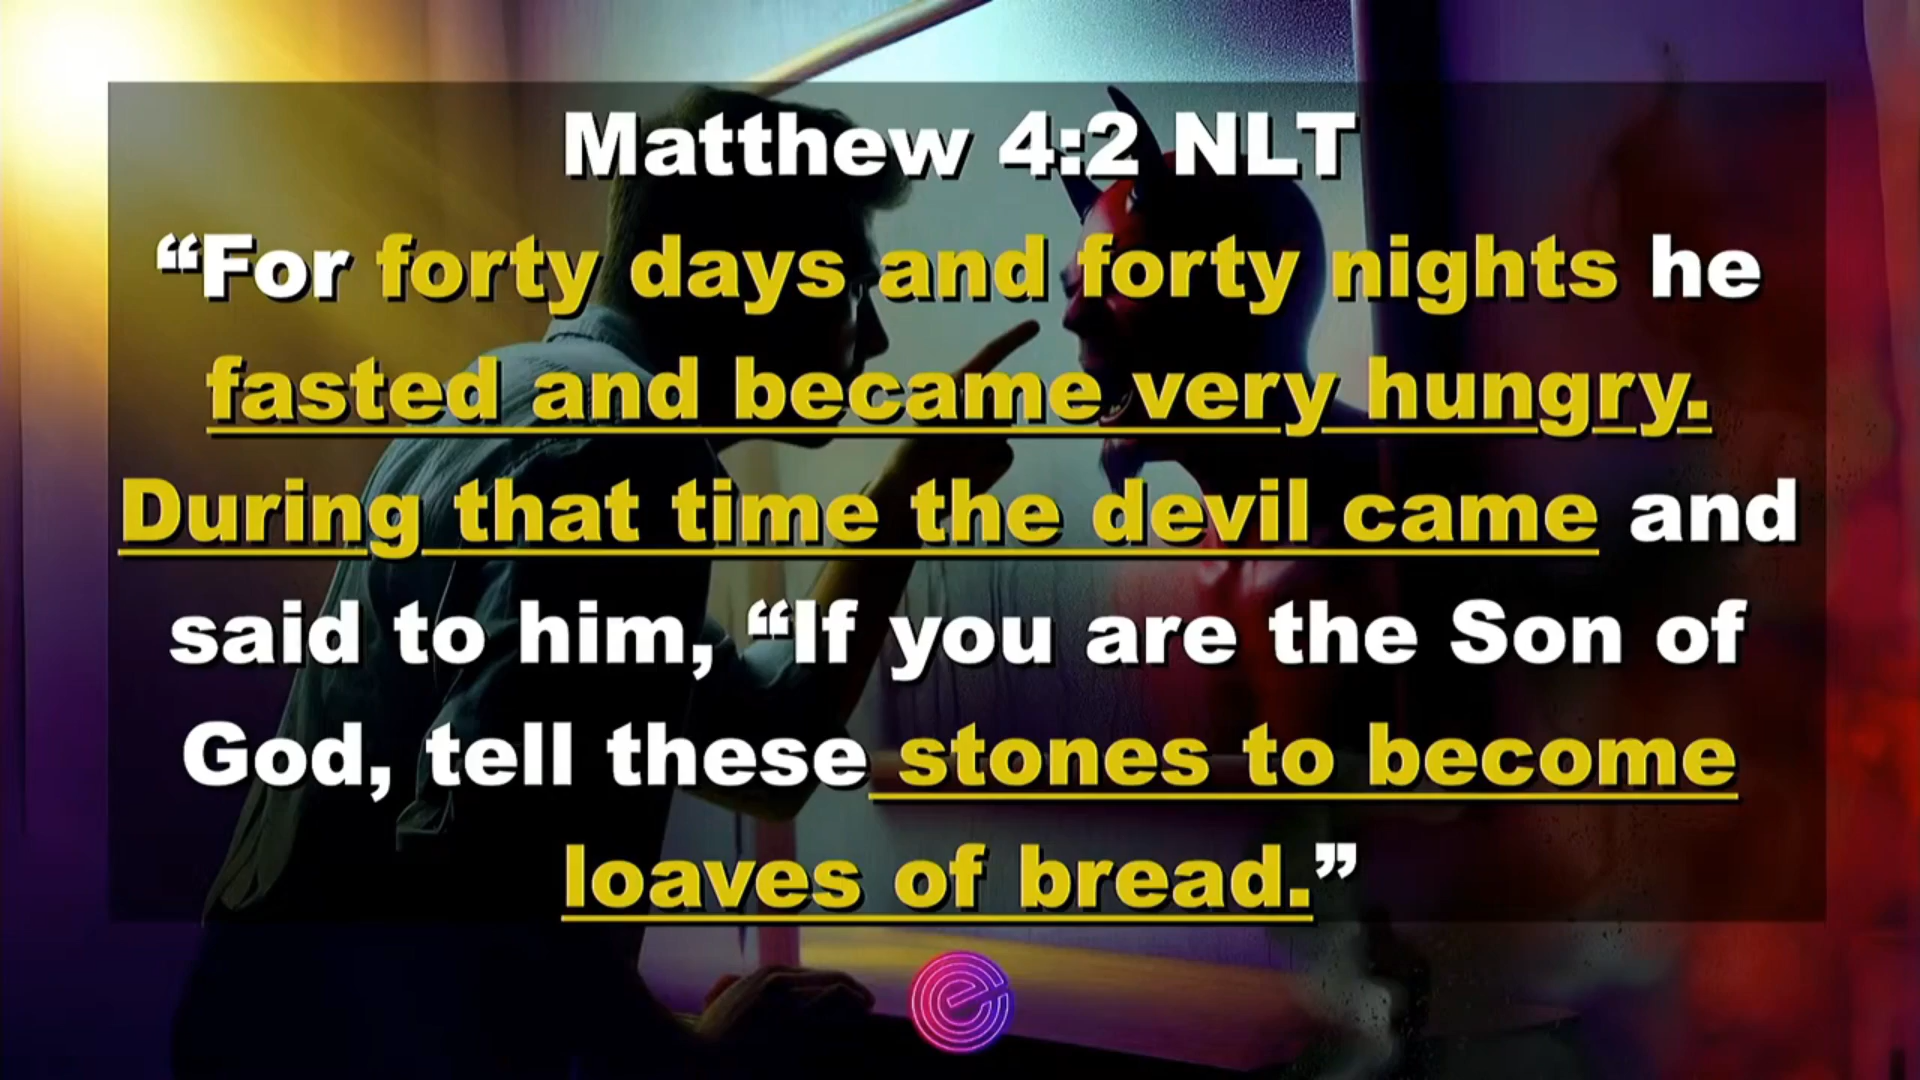 Matthew 4:2 NLT
“For forty days and forty nights he
fasted and became very hungry.
During that time the devil came and
said to him, “If you are the Son of
God, tell these stones to become
loaves of bread.”